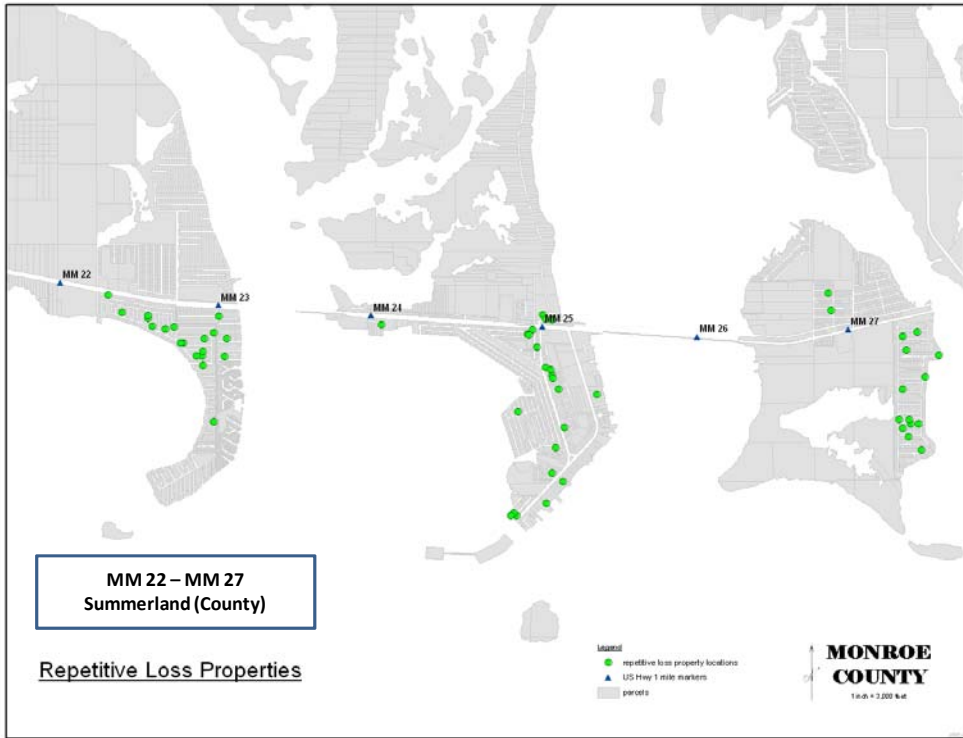 MM 22
MM 23
MM 24
MM 25
MM 26
MM 27
MM 22 – MM 27
Summerland (County)
Repetitive Loss Properties
Legend
repetitive loss property locations
US Hwy 1 mile markers
parcels
MONROE
COUNTY
1 inch = 3,000 feet